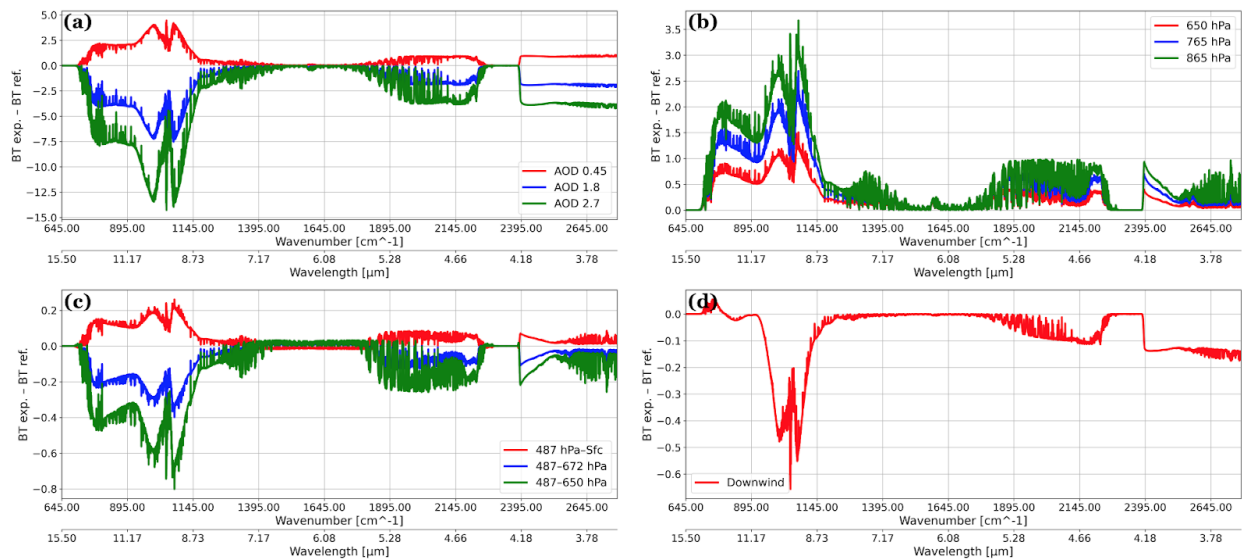 (a)
BT exp. – BT ref.
5.0
2.5
0.0
−2.5
−5.0
−7.5
−10.0
−12.5
−15.0
AOD 0.45
AOD 1.8
AOD 2.7
645.00 895.00 1145.00 1395.00 1645.00 1895.00 2145.00 2395.00 2645.00
Wavenumber [cm^-1]
15.50 11.17 8.73 7.17 6.08 5.28 4.66 4.18 3.78
Wavelength [μm]
(b)
BT exp. – BT ref.
3.5
3.0
2.5
2.0
1.5
1.0
0.5
0.0
650 hPa
765 hPa
865 hPa
645.00 895.00 1145.00 1395.00 1645.00 1895.00 2145.00 2395.00 2645.00
Wavenumber [cm^-1]
15.50 11.17 8.73 7.17 6.08 5.28 4.66 4.18 3.78
Wavelength [μm]
(c)
BT exp. – BT ref.
0.2
0.0
−0.2
−0.4
−0.6
−0.8
487 hPa–Sfc
487–672 hPa
487–650 hPa
645.00 895.00 1145.00 1395.00 1645.00 1895.00 2145.00 2395.00 2645.00
Wavenumber [cm^-1]
15.50 11.17 8.73 7.17 6.08 5.28 4.66 4.18 3.78
Wavelength [μm]
(d)
BT exp. – BT ref.
0.0
−0.1
−0.2
−0.3
−0.4
−0.5
−0.6
Downwind
645.00 895.00 1145.00 1395.00 1645.00 1895.00 2145.00 2395.00 2645.00
Wavenumber [cm^-1]
15.50 11.17 8.73 7.17 6.08 5.28 4.66 4.18 3.78
Wavelength [μm]